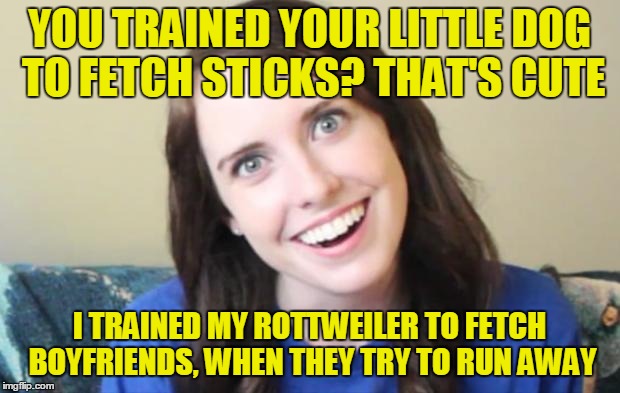 YOU TRAINED YOUR LITTLE DOG
TO FETCH STICKS? THAT'S CUTE
I TRAINED MY ROTTWEILER TO FETCH
BOYFRIENDS, WHEN THEY TRY TO RUN AWAY
imgflip.com